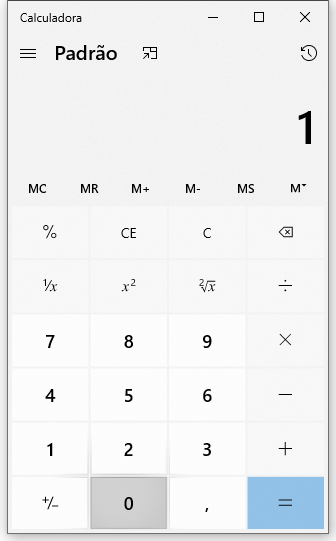 Calculadora
Padrão
1
MC MR M+ M- MS M˅
% CE C
¹/x x² ²√x ÷
7 8 9 ×
4 5 6 −
1 2 3 +
+/− 0 , =